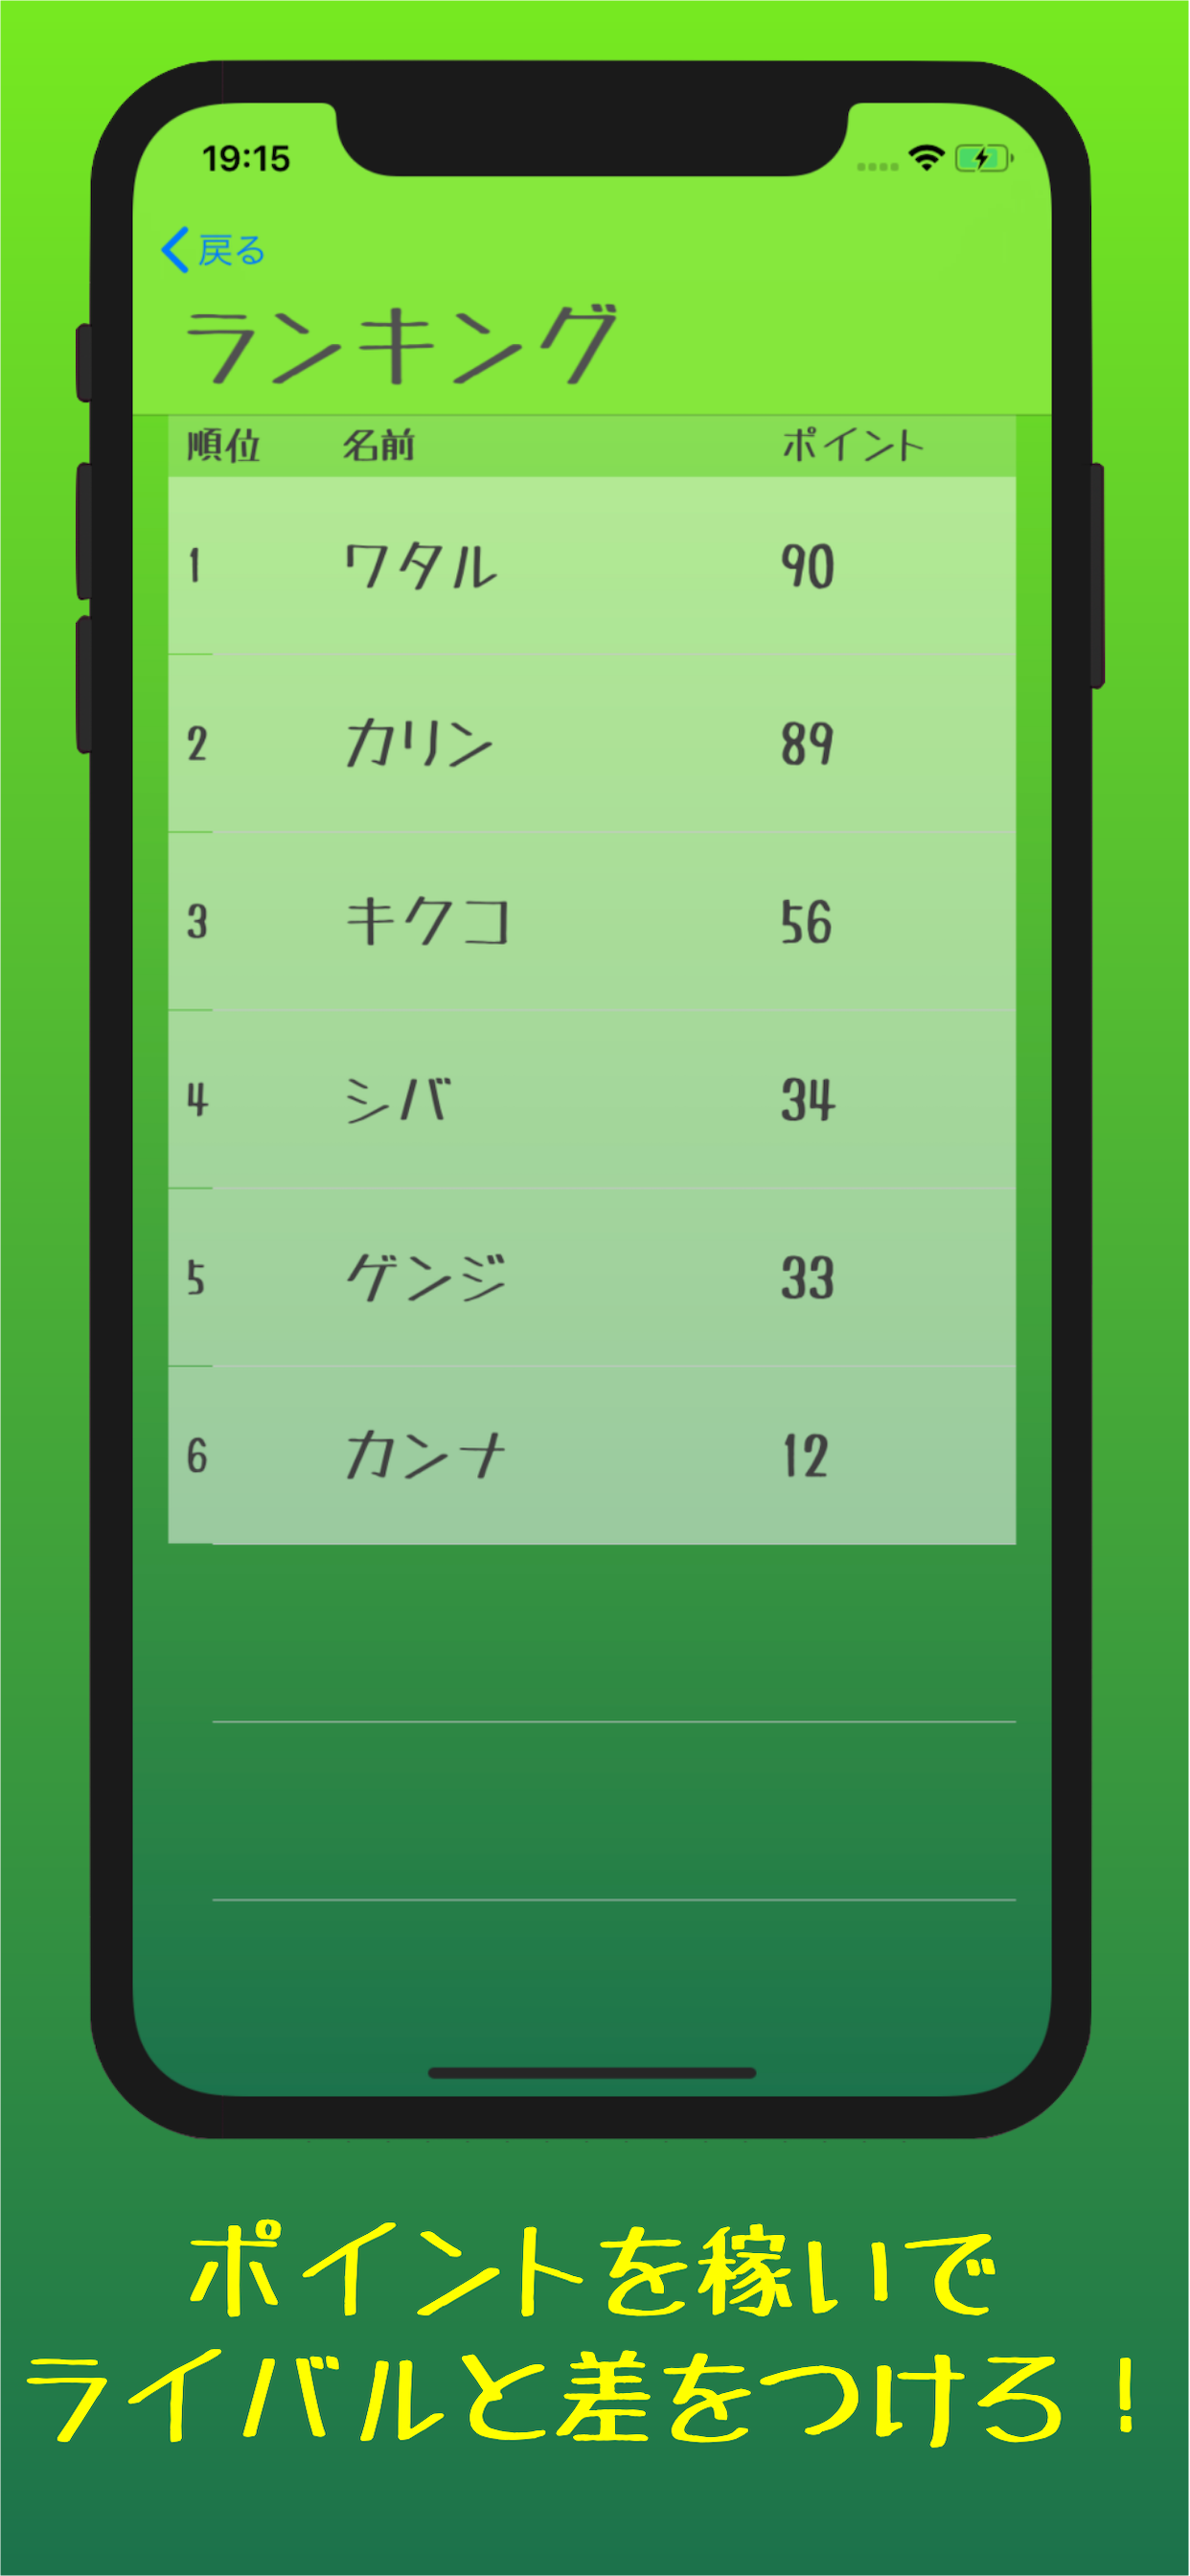 19:15
戻る
ランキング
順位 名前 ポイント
1 ワタル 90
2 カリン 89
3 キクコ 56
4 シバ 34
5 ゲンジ 33
6 カンナ 12
ポイントを稼いで
ライバルと差をつけろ！